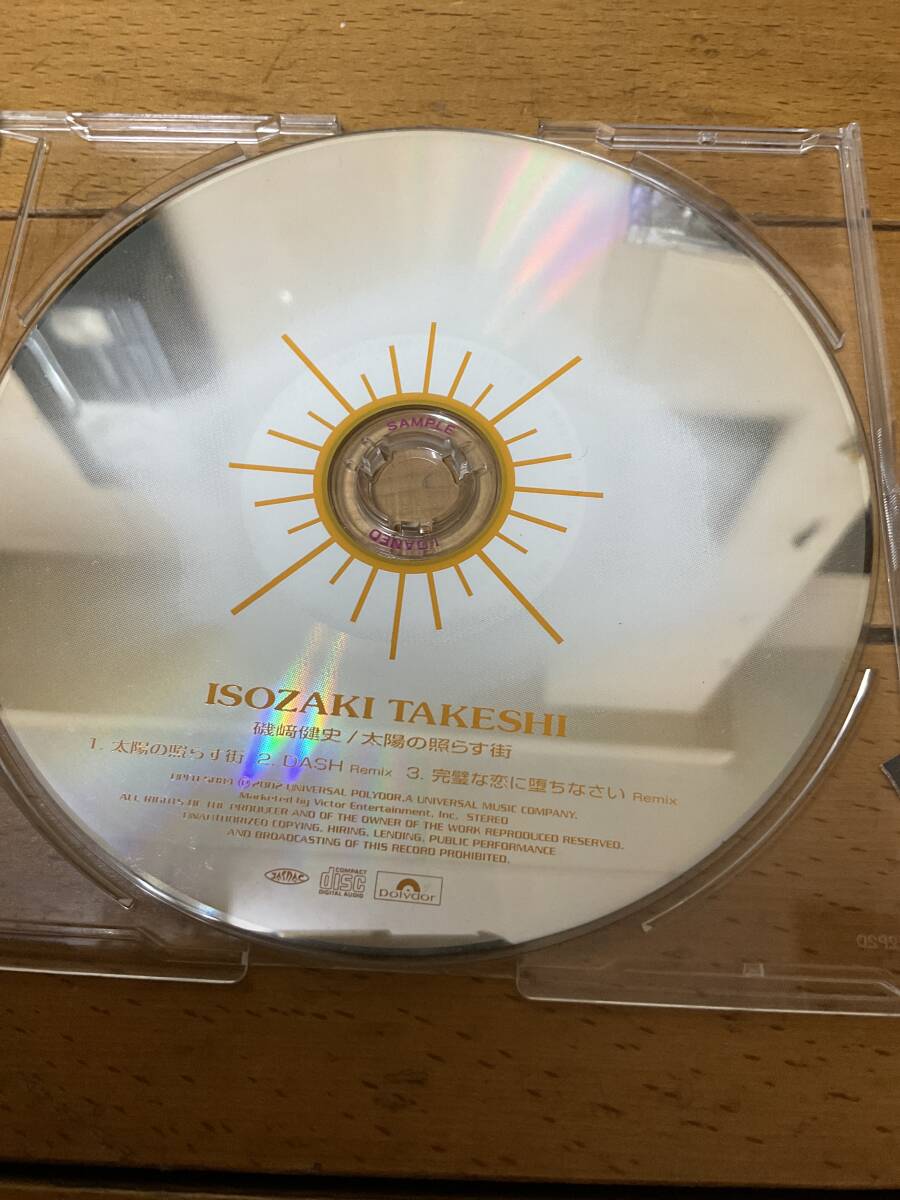 SAMPLE
LOANED
ISOZAKI TAKESHI
磯﨑健史/太陽の照らす街
1. 太陽の照らす街 2. DASH Remix 3. 完璧な恋に堕ちなさい Remix
℗2002 UNIVERSAL POLYDOR,A UNIVERSAL MUSIC COMPANY.
Marketed by Victor Entertainment, Inc. STEREO
ALL RIGHTS OF THE PRODUCER AND OF THE OWNER OF THE WORK REPRODUCED RESERVED.
UNAUTHORIZED COPYING, HIRING, LENDING, PUBLIC PERFORMANCE
AND BROADCASTING OF THIS RECORD PROHIBITED.
JASRAC
COMPACT
disc
DIGITAL AUDIO
Polydor